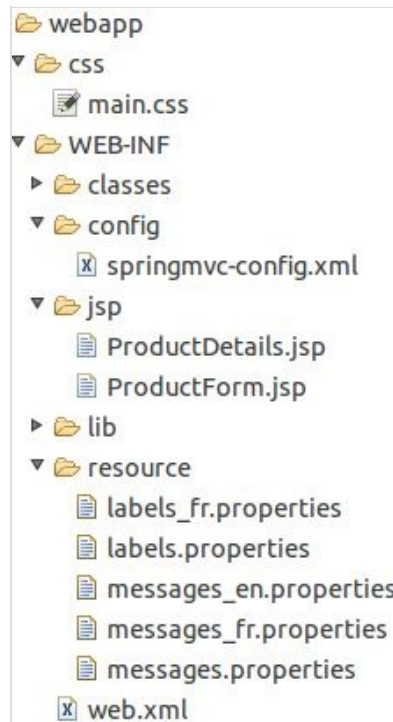 webapp
css
main.css
WEB-INF
classes
config
springmvc-config.xml
jsp
ProductDetails.jsp
ProductForm.jsp
lib
resource
labels_fr.properties
labels.properties
messages_en.properties
messages_fr.properties
messages.properties
web.xml